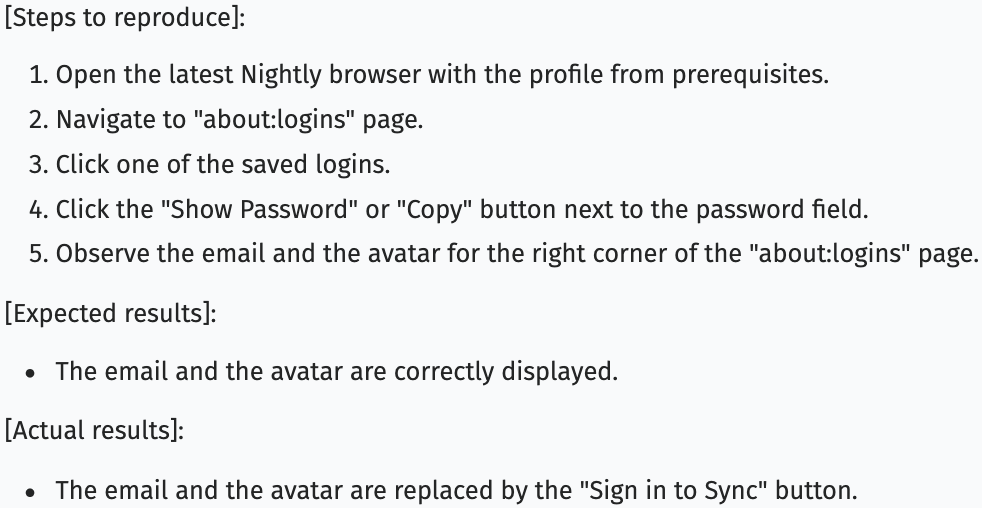 [Steps to reproduce]:
1. Open the latest Nightly browser with the profile from prerequisites.
2. Navigate to "about:logins" page.
3. Click one of the saved logins.
4. Click the "Show Password" or "Copy" button next to the password field.
5. Observe the email and the avatar for the right corner of the "about:logins" page.
[Expected results]:
• The email and the avatar are correctly displayed.
[Actual results]:
• The email and the avatar are replaced by the "Sign in to Sync" button.